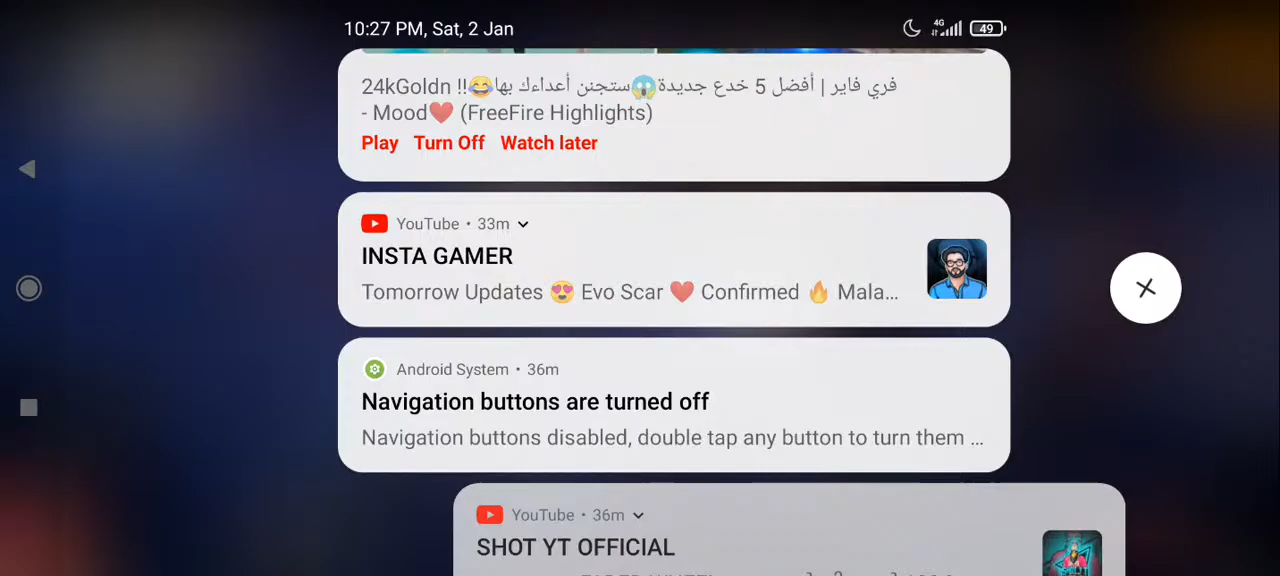 10:27 PM, Sat, 2 Jan
4G
49
24kGoldn !!😂فري فاير | أفضل 5 خدع جديدة😱ستجنن أعداءك بها
- Mood❤️ (FreeFire Highlights)
Play Turn Off Watch later
YouTube • 33m
INSTA GAMER
Tomorrow Updates 😍 Evo Scar ❤️ Confirmed 🔥 Mala...
Android System • 36m
Navigation buttons are turned off
Navigation buttons disabled, double tap any button to turn them ...
YouTube • 36m
SHOT YT OFFICIAL